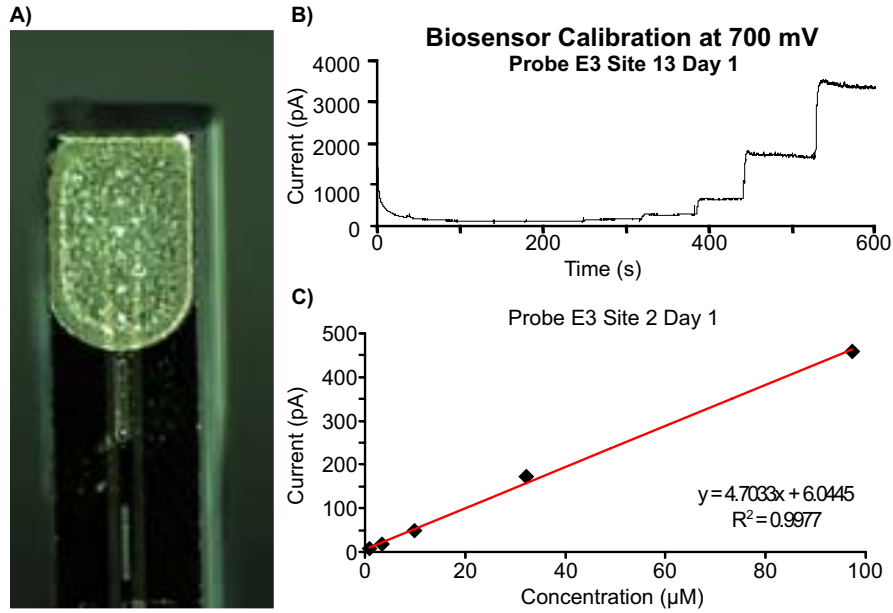 A)
B)
Biosensor Calibration at 700 mV
Probe E3 Site 13 Day 1
4000
3000
2000
1000
0
Current (pA)
0
200
400
600
Time (s)
C)
Probe E3 Site 2 Day 1
500
400
300
200
100
0
Current (pA)
y = 4.7033x + 6.0445
R² = 0.9977
0
20
40
60
80
100
Concentration (µM)